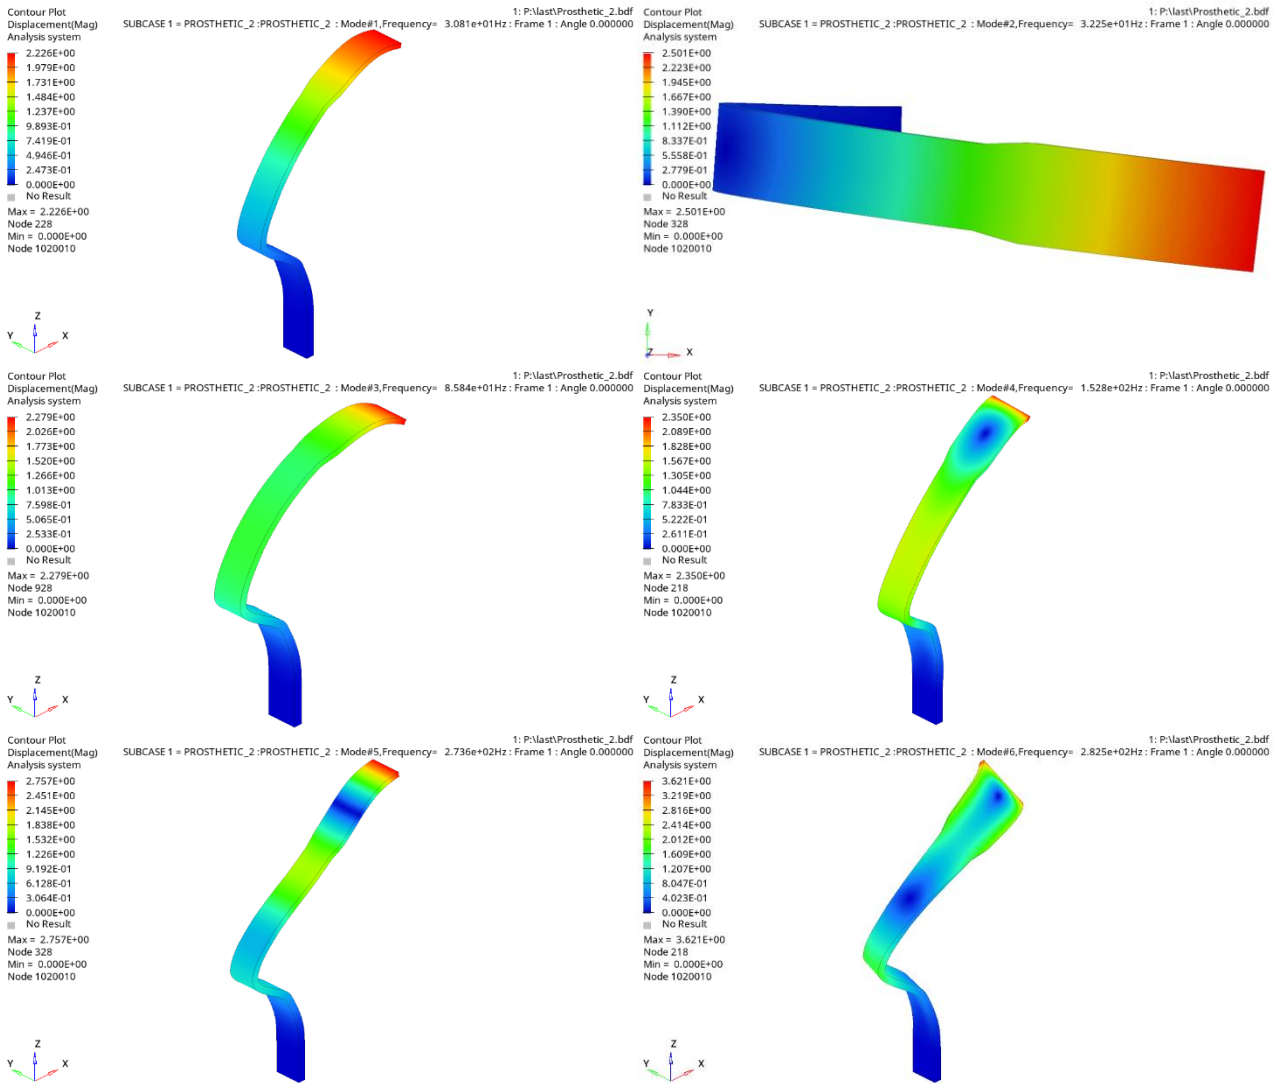 Contour Plot
Displacement(Mag)
Analysis system
1: P:\last\Prosthetic_2.bdf
SUBCASE 1 = PROSTHETIC_2 :PROSTHETIC_2 : Mode#1,Frequency= 3.081e+01Hz : Frame 1 : Angle 0.000000
2.226E+00
1.979E+00
1.731E+00
1.484E+00
1.237E+00
9.893E-01
7.419E-01
4.946E-01
2.473E-01
0.000E+00
No Result
Max = 2.226E+00
Node 228
Min = 0.000E+00
Node 1020010
Z
Y
X
Contour Plot
Displacement(Mag)
Analysis system
1: P:\last\Prosthetic_2.bdf
SUBCASE 1 = PROSTHETIC_2 :PROSTHETIC_2 : Mode#2,Frequency= 3.225e+01Hz : Frame 1 : Angle 0.000000
2.501E+00
2.223E+00
1.945E+00
1.667E+00
1.390E+00
1.112E+00
8.337E-01
5.558E-01
2.779E-01
0.000E+00
No Result
Max = 2.501E+00
Node 328
Min = 0.000E+00
Node 1020010
Y
Z
X
Contour Plot
Displacement(Mag)
Analysis system
1: P:\last\Prosthetic_2.bdf
SUBCASE 1 = PROSTHETIC_2 :PROSTHETIC_2 : Mode#3,Frequency= 8.584e+01Hz : Frame 1 : Angle 0.000000
2.279E+00
2.026E+00
1.773E+00
1.520E+00
1.266E+00
1.013E+00
7.598E-01
5.065E-01
2.533E-01
0.000E+00
No Result
Max = 2.279E+00
Node 928
Min = 0.000E+00
Node 1020010
Z
Y
X
Contour Plot
Displacement(Mag)
Analysis system
1: P:\last\Prosthetic_2.bdf
SUBCASE 1 = PROSTHETIC_2 :PROSTHETIC_2 : Mode#4,Frequency= 1.528e+02Hz : Frame 1 : Angle 0.000000
2.350E+00
2.089E+00
1.828E+00
1.567E+00
1.305E+00
1.044E+00
7.833E-01
5.222E-01
2.611E-01
0.000E+00
No Result
Max = 2.350E+00
Node 218
Min = 0.000E+00
Node 1020010
Z
Y
X
Contour Plot
Displacement(Mag)
Analysis system
1: P:\last\Prosthetic_2.bdf
SUBCASE 1 = PROSTHETIC_2 :PROSTHETIC_2 : Mode#5,Frequency= 2.736e+02Hz : Frame 1 : Angle 0.000000
2.757E+00
2.451E+00
2.145E+00
1.838E+00
1.532E+00
1.226E+00
9.192E-01
6.128E-01
3.064E-01
0.000E+00
No Result
Max = 2.757E+00
Node 328
Min = 0.000E+00
Node 1020010
Z
Y
X
Contour Plot
Displacement(Mag)
Analysis system
1: P:\last\Prosthetic_2.bdf
SUBCASE 1 = PROSTHETIC_2 :PROSTHETIC_2 : Mode#6,Frequency= 2.825e+02Hz : Frame 1 : Angle 0.000000
3.621E+00
3.219E+00
2.816E+00
2.414E+00
2.012E+00
1.609E+00
1.207E+00
8.047E-01
4.023E-01
0.000E+00
No Result
Max = 3.621E+00
Node 218
Min = 0.000E+00
Node 1020010
Z
Y
X